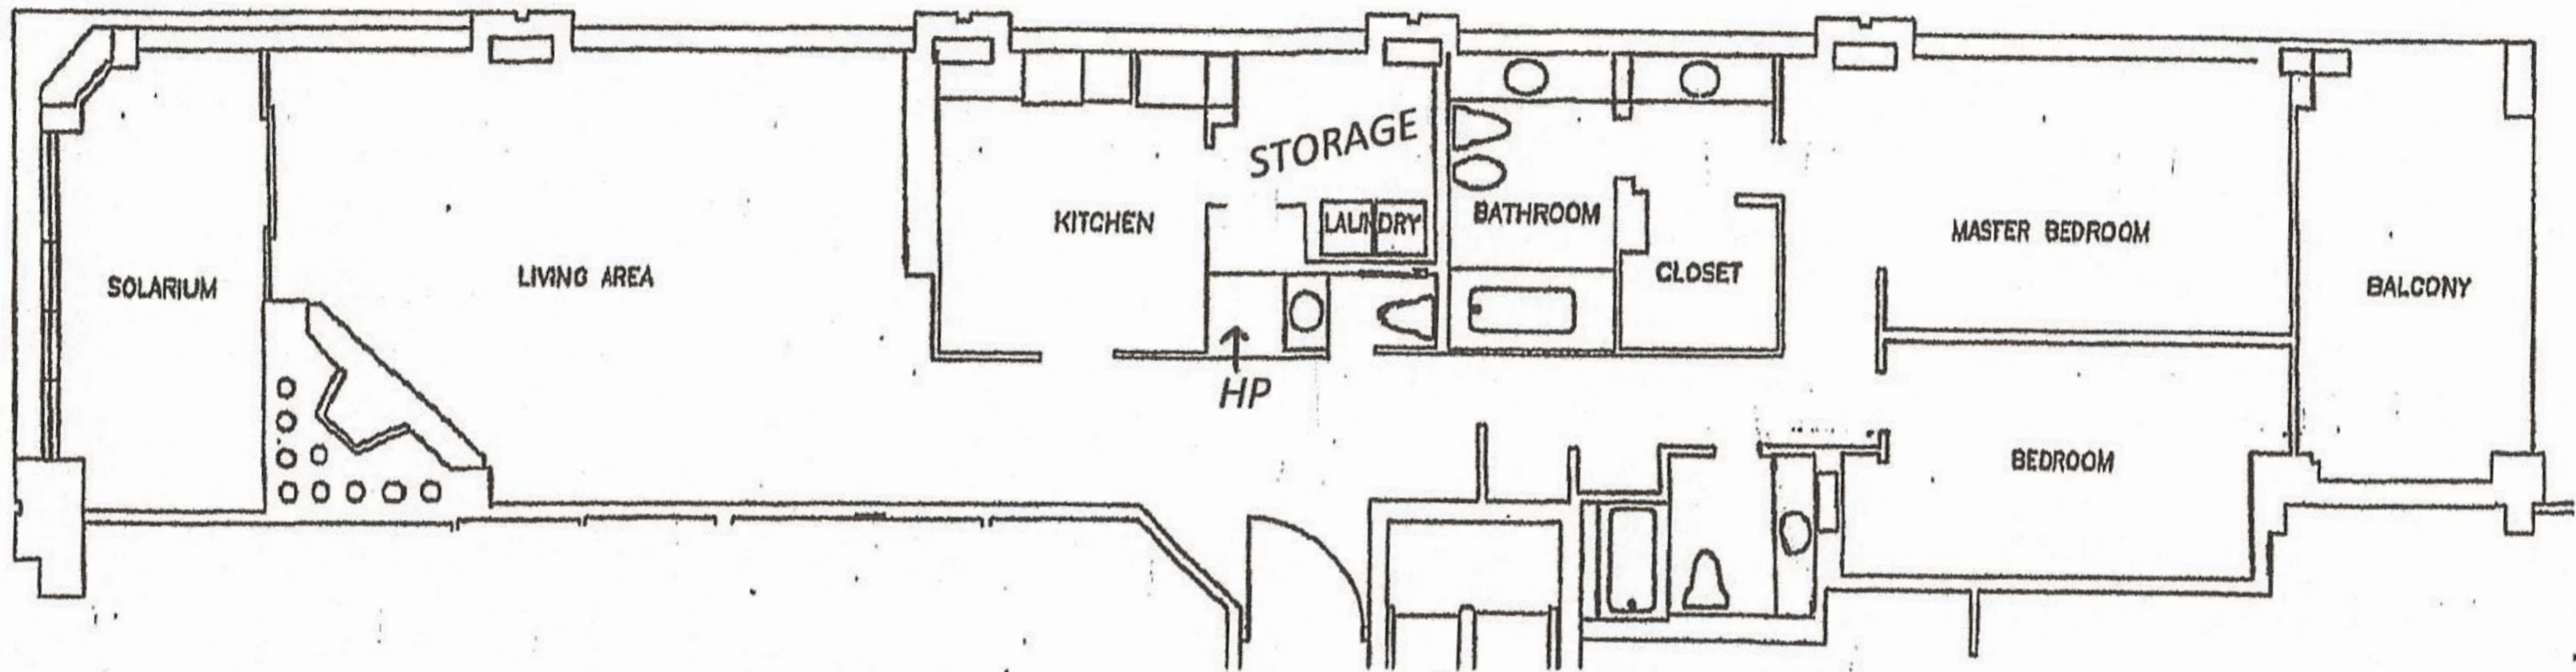 STORAGE
KITCHEN
LAUNDRY
BATHROOM
MASTER BEDROOM
SOLARIUM
LIVING AREA
CLOSET
BALCONY
HP
BEDROOM